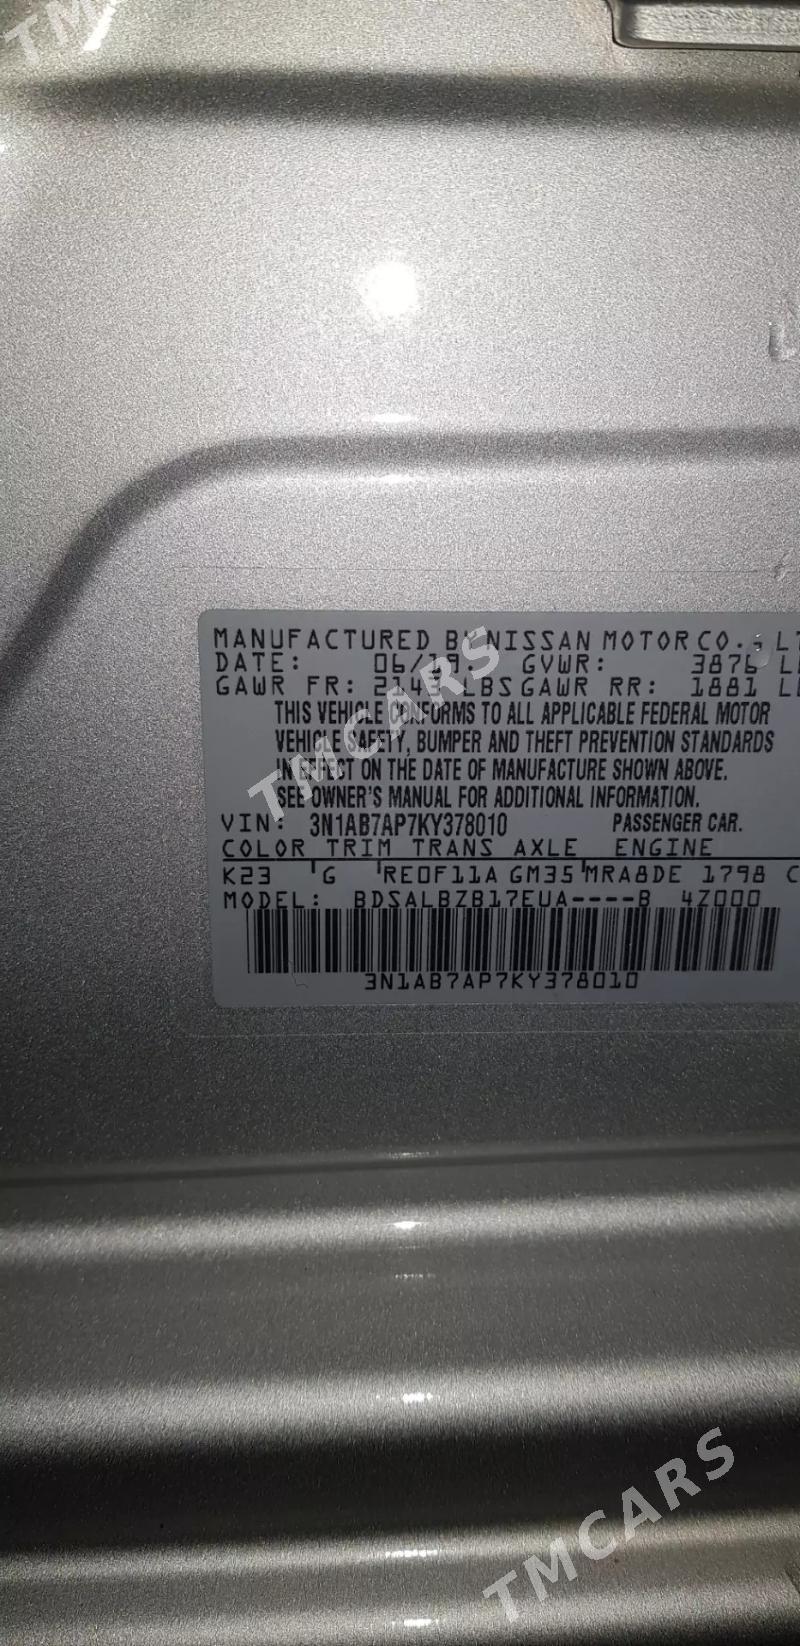 TMCARS
MANUFACTURED BY NISSAN MOTOR CO.,
DATE: 06/19 GVWR: 3876
GAWR FR: LBS GAWR RR: 1881
THIS VEHICLE CONFORMS TO ALL APPLICABLE FEDERAL MOTOR
VEHICLE SAFETY, BUMPER AND THEFT PREVENTION STANDARDS
IN EFFECT ON THE DATE OF MANUFACTURE SHOWN ABOVE.
SEE OWNER'S MANUAL FOR ADDITIONAL INFORMATION.
VIN: 3N1AB7AP7KY378010 PASSENGER CAR.
COLOR TRIM TRANS AXLE ENGINE
K23 G RE0F11A GM35 MRA8DE 1798 C
MODEL: BDSALBZB17EUA----B 4Z000
3N1AB7AP7KY378010
TMCARS
TMCARS